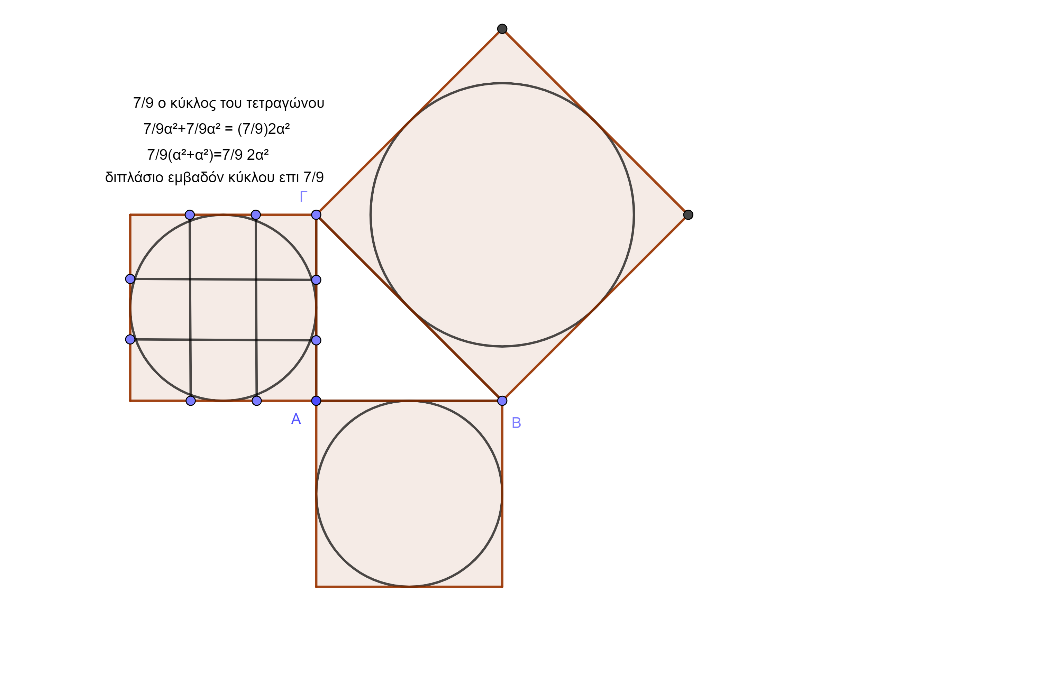 7/9 ο κύκλος του τετραγώνου
7/9α²+7/9α² = (7/9)2α²
7/9(α²+α²)=7/9 2α²
διπλάσιο εμβαδόν κύκλου επι 7/9
Γ
Α
Β